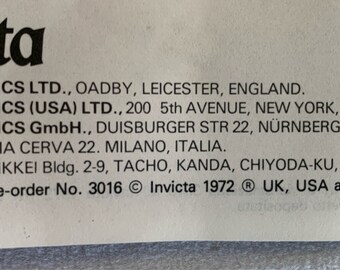 ta
CS LTD., OADBY, LEICESTER, ENGLAND.
CS (USA) LTD., 200 5th AVENUE, NEW YORK,
ICS GmbH., DUISBURGER STR 22, NÜRNBERG
IA CERVA 22. MILANO, ITALIA.
IKKEI Bldg. 2-9, TACHO, KANDA, CHIYODA-KU,
e-order No. 3016 © Invicta 1972 ® UK, USA a